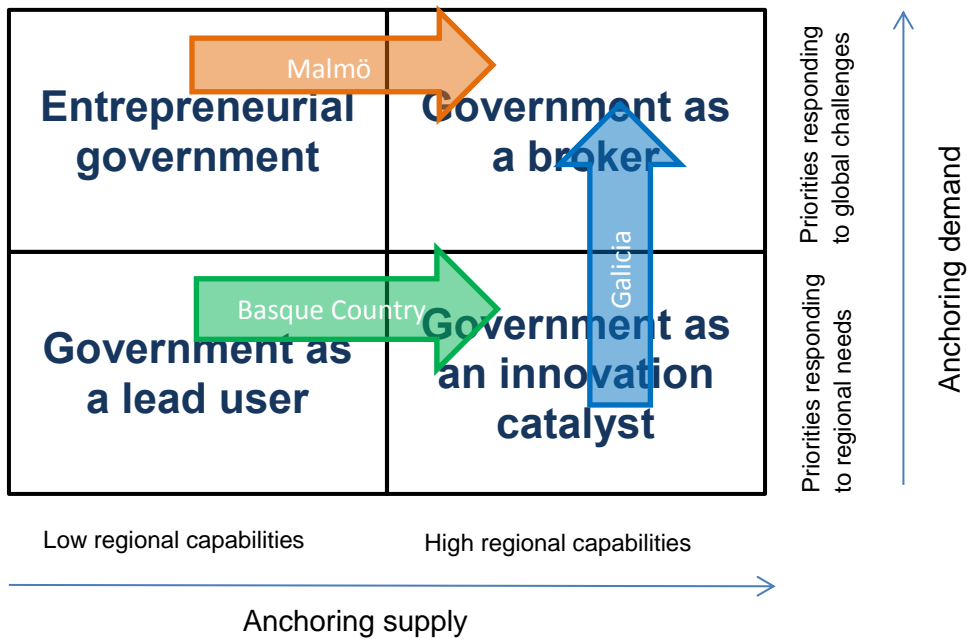 Malmö
Entrepreneurial
government
Government as
a broker
Basque Country
Galicia
Government as
a lead user
Government as
an innovation
catalyst
Priorities responding
to global challenges
Priorities responding
to regional needs
Anchoring demand
Low regional capabilities
High regional capabilities
Anchoring supply